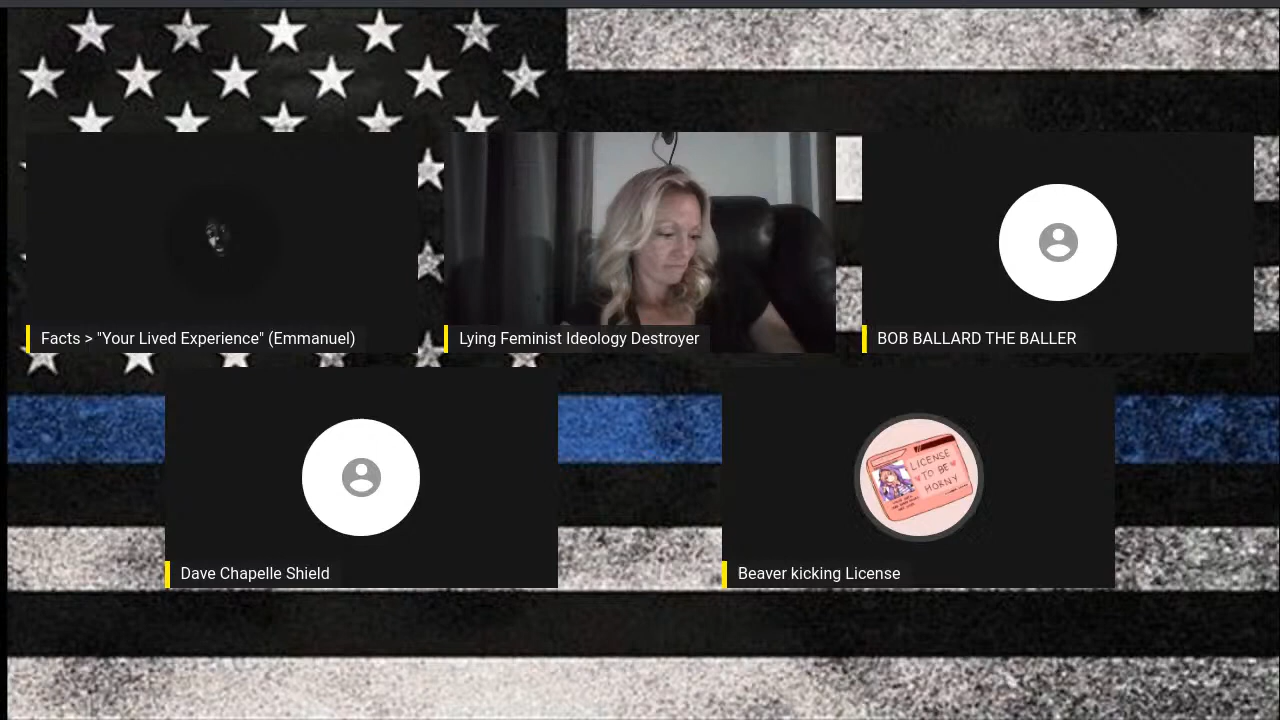 Facts > "Your Lived Experience" (Emmanuel)
Lying Feminist Ideology Destroyer
BOB BALLARD THE BALLER
LICENSE
TO BE
HORNY
Dave Chapelle Shield
Beaver kicking License